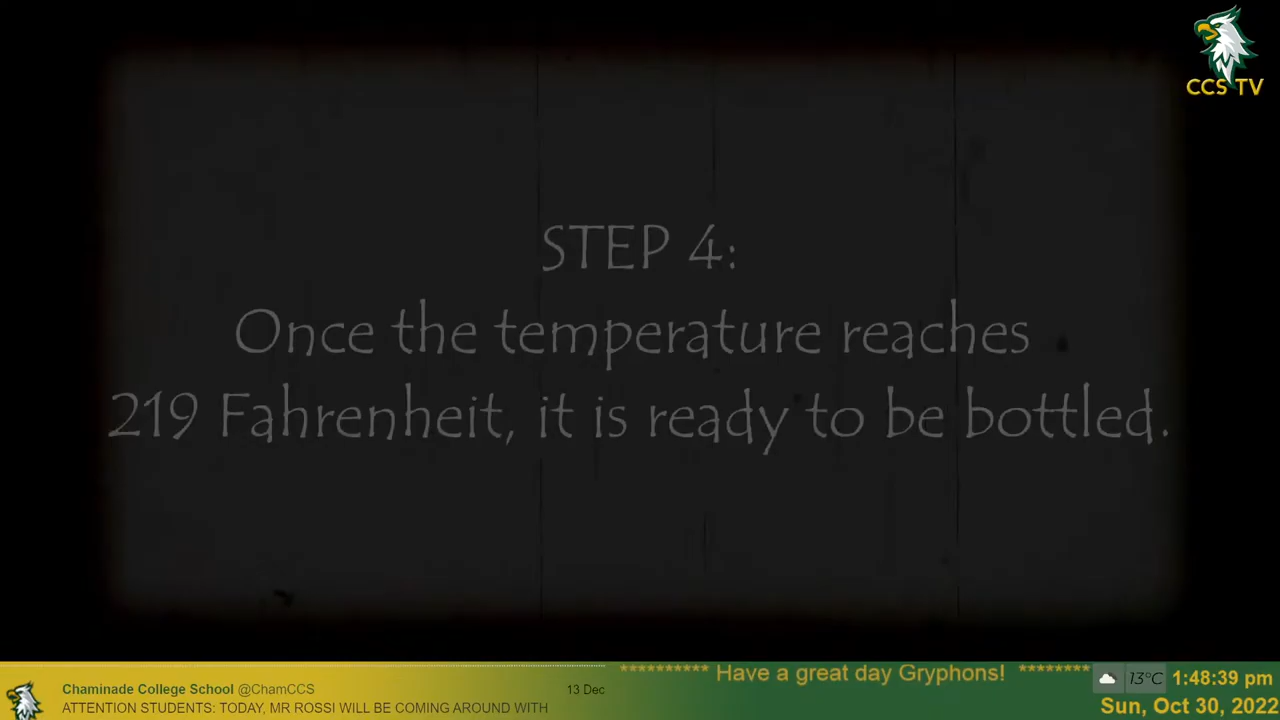 CCS TV
STEP 4:
Once the temperature reaches
219 Fahrenheit, it is ready to be bottled.
********** Have a great day Gryphons! ********
13°C
1:48:39 pm
Sun, Oct 30, 2022
Chaminade College School @ChamCCS
13 Dec
ATTENTION STUDENTS: TODAY, MR ROSSI WILL BE COMING AROUND WITH